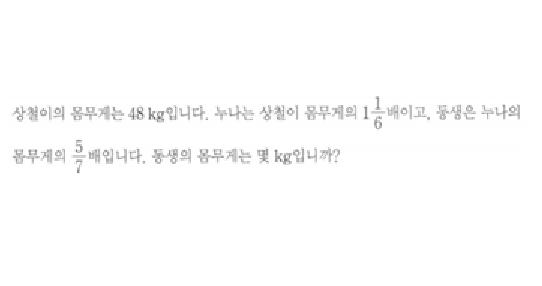 상철이의 몸무게는 48 kg입니다. 누나는 상철이 몸무게의 1 1/6 배이고, 동생은 누나의
몸무게의 5/7 배입니다. 동생의 몸무게는 몇 kg입니까?